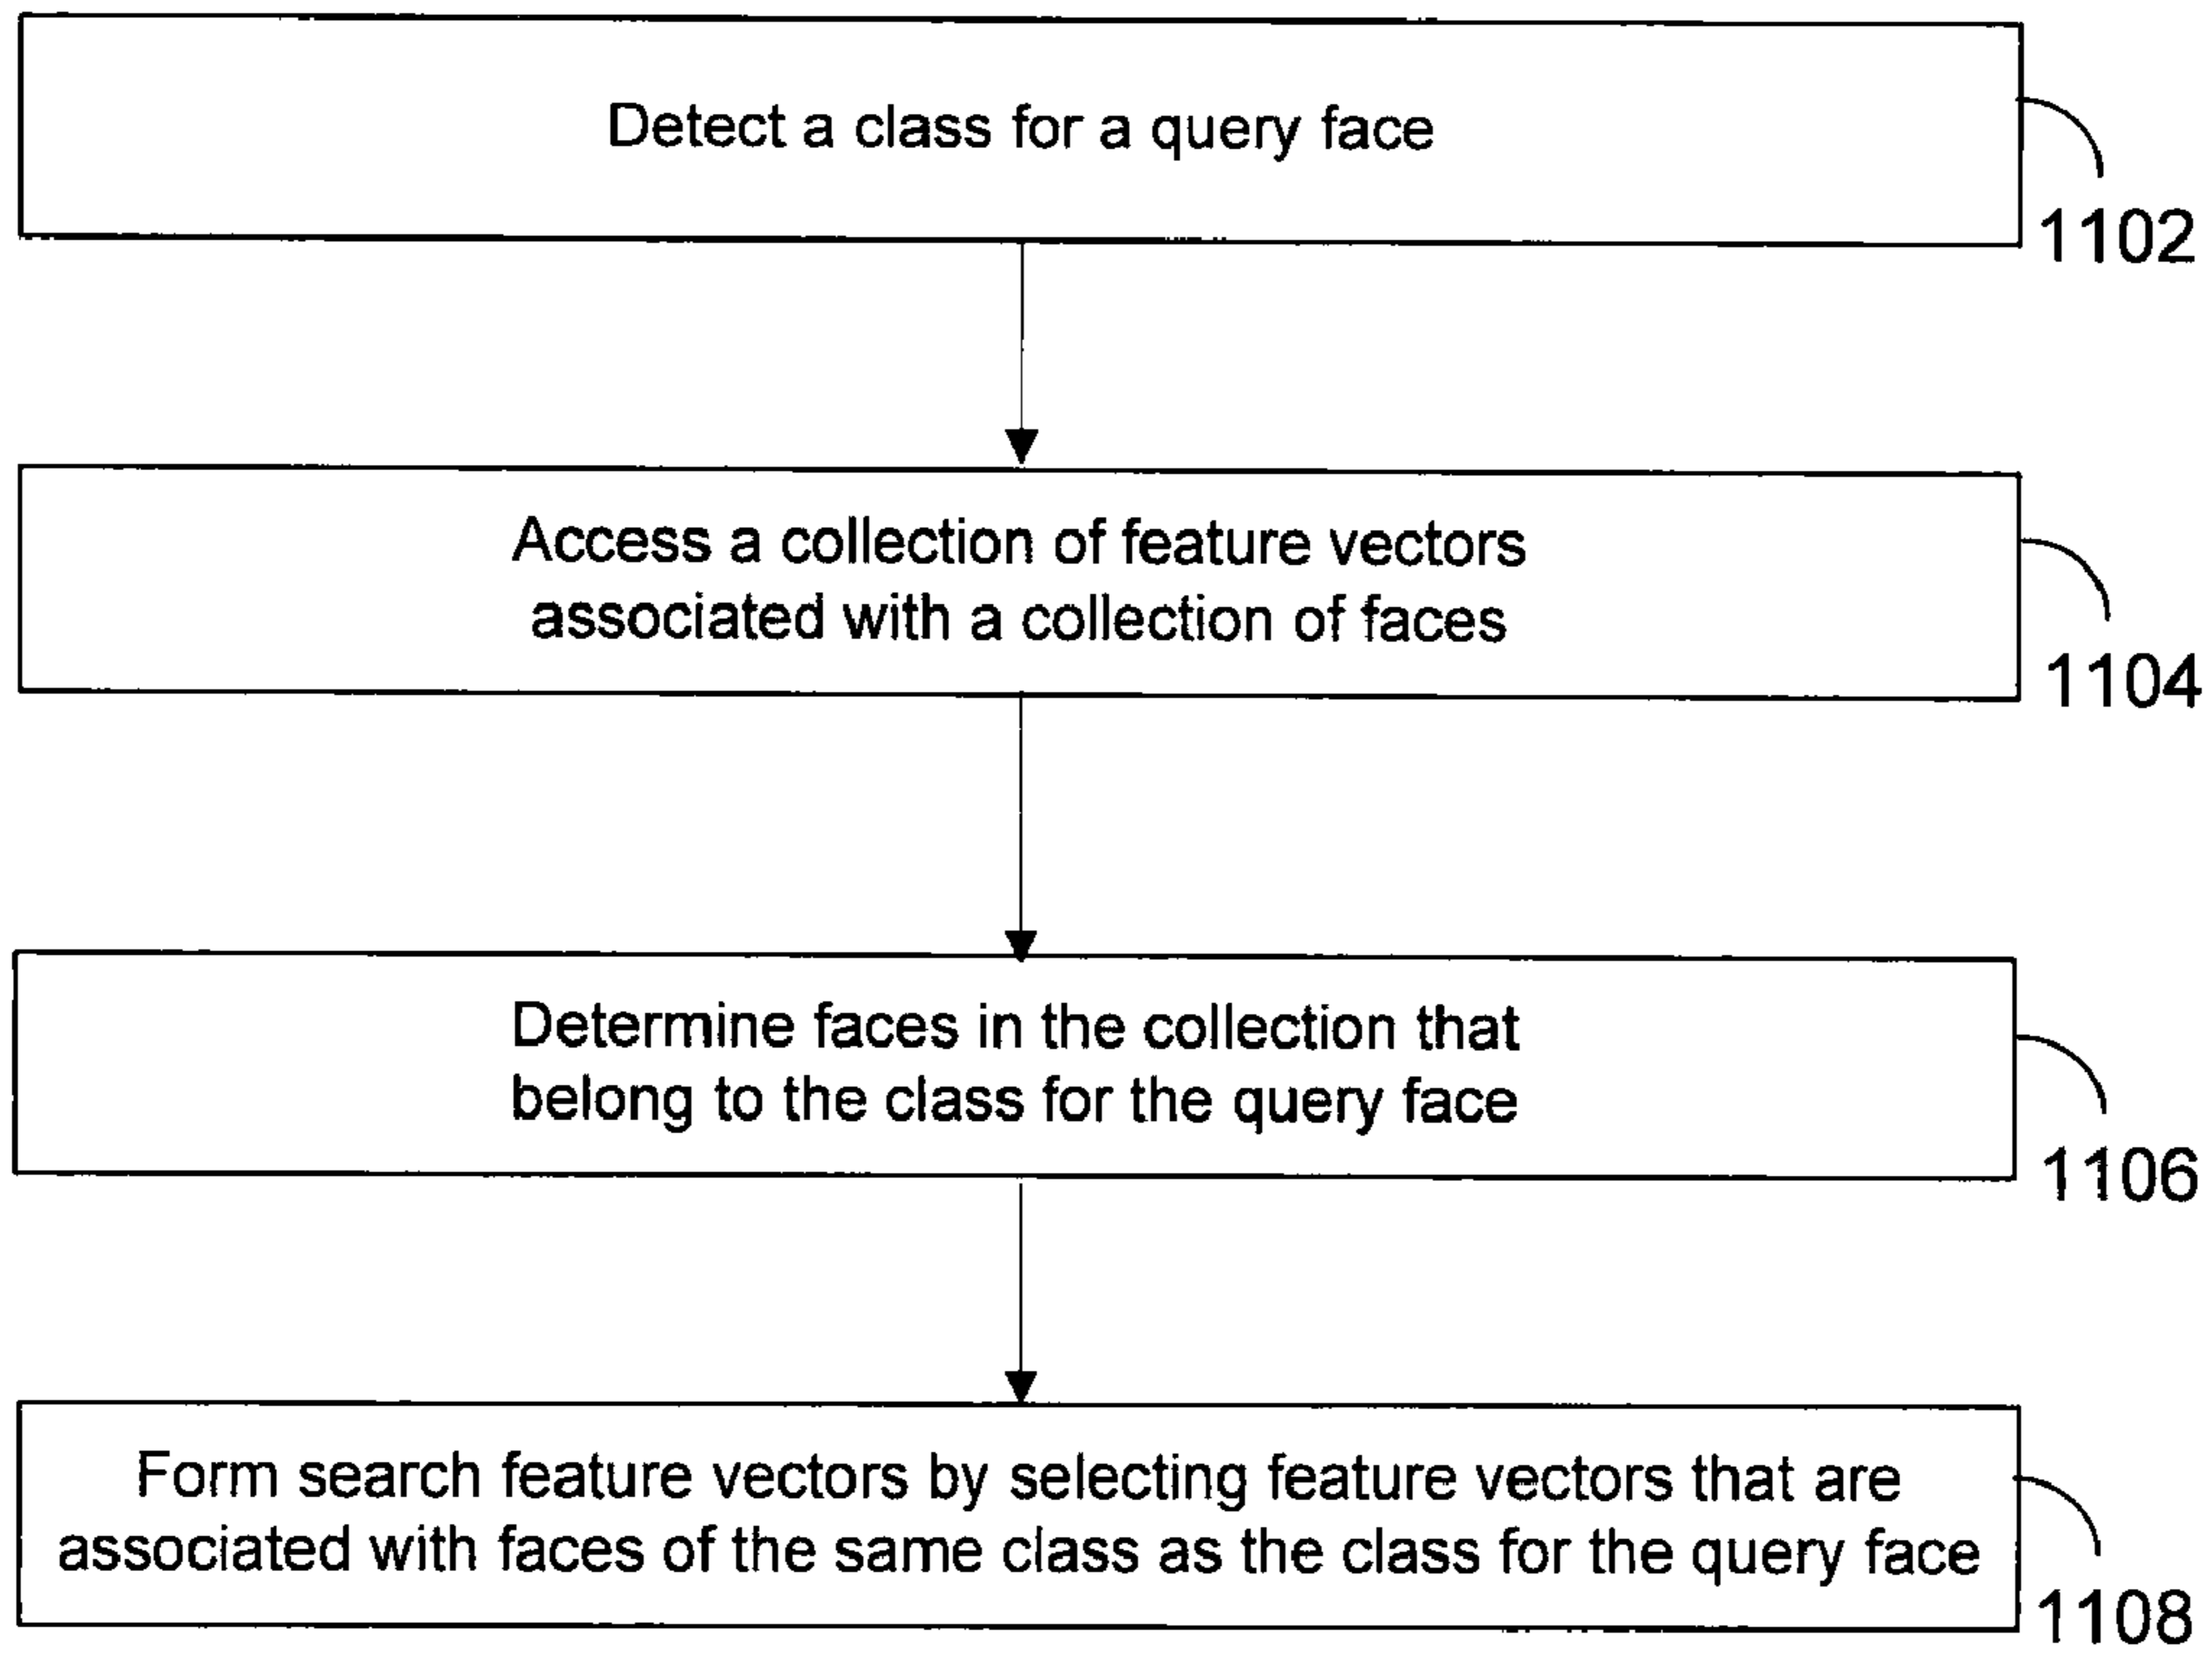 Detect a class for a query face
1102
Access a collection of feature vectors
associated with a collection of faces
1104
Determine faces in the collection that
belong to the class for the query face
1106
Form search feature vectors by selecting feature vectors that are
associated with faces of the same class as the class for the query face
1108